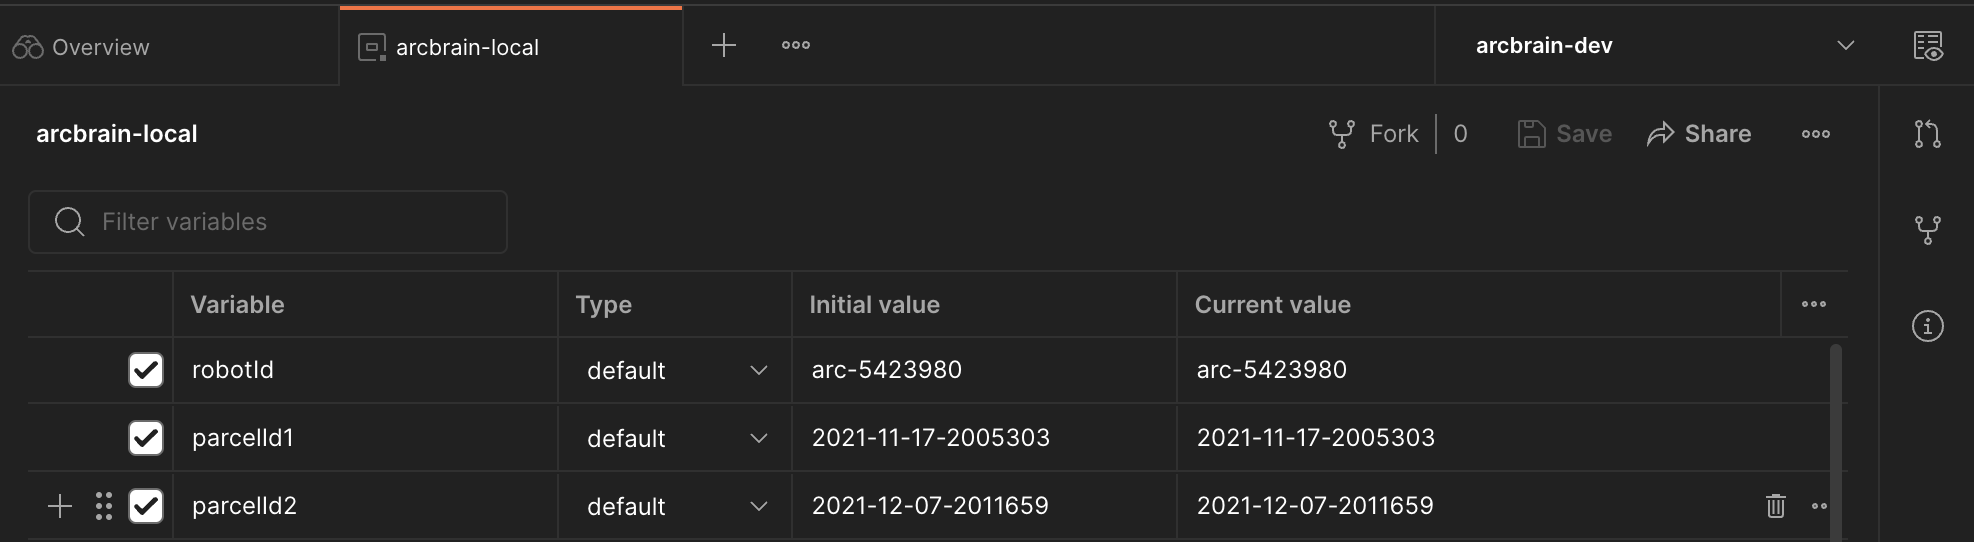 Overview
arcbrain-local
arcbrain-dev
arcbrain-local
Fork 0 Save Share
Filter variables
Variable Type Initial value Current value
robotId default arc-5423980 arc-5423980
parcelId1 default 2021-11-17-2005303 2021-11-17-2005303
parcelId2 default 2021-12-07-2011659 2021-12-07-2011659